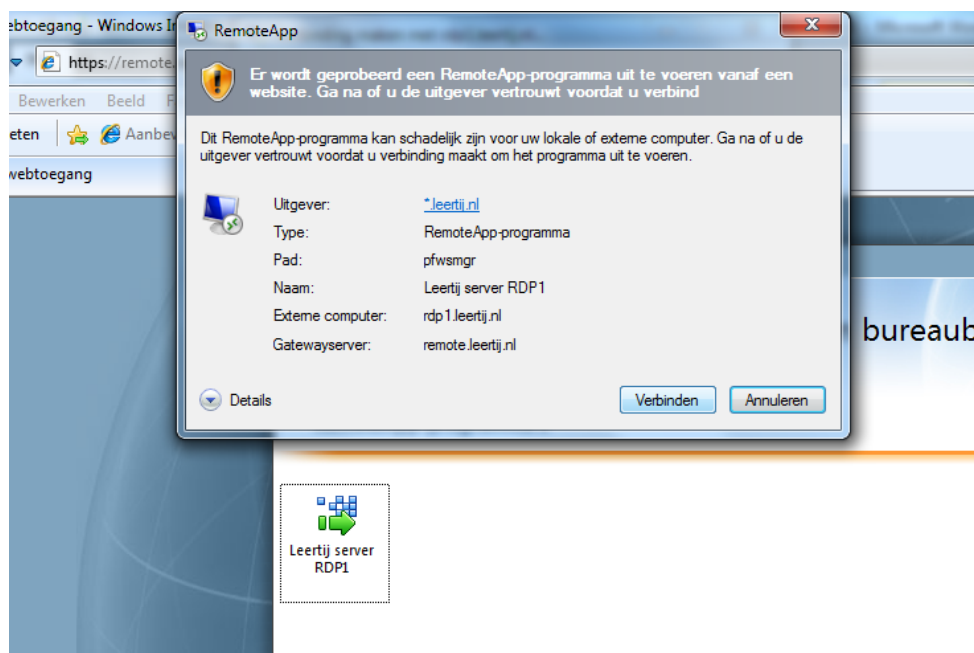 ebtoegang - Windows In
RemoteApp
https://remote.
Er wordt geprobeerd een RemoteApp-programma uit te voeren vanaf een
website. Ga na of u de uitgever vertrouwt voordat u verbind
Bewerken Beeld F
eten Aanbev
Dit RemoteApp-programma kan schadelijk zijn voor uw lokale of externe computer. Ga na of u de
uitgever vertrouwt voordat u verbinding maakt om het programma uit te voeren.
webtoegang
Uitgever: *.leertij.nl
Type: RemoteApp-programma
Pad: pfwsmgr
Naam: Leertij server RDP1
Externe computer: rdp1.leertij.nl
Gatewayserver: remote.leertij.nl
bureaub
Details Verbinden Annuleren
Leertij server
RDP1